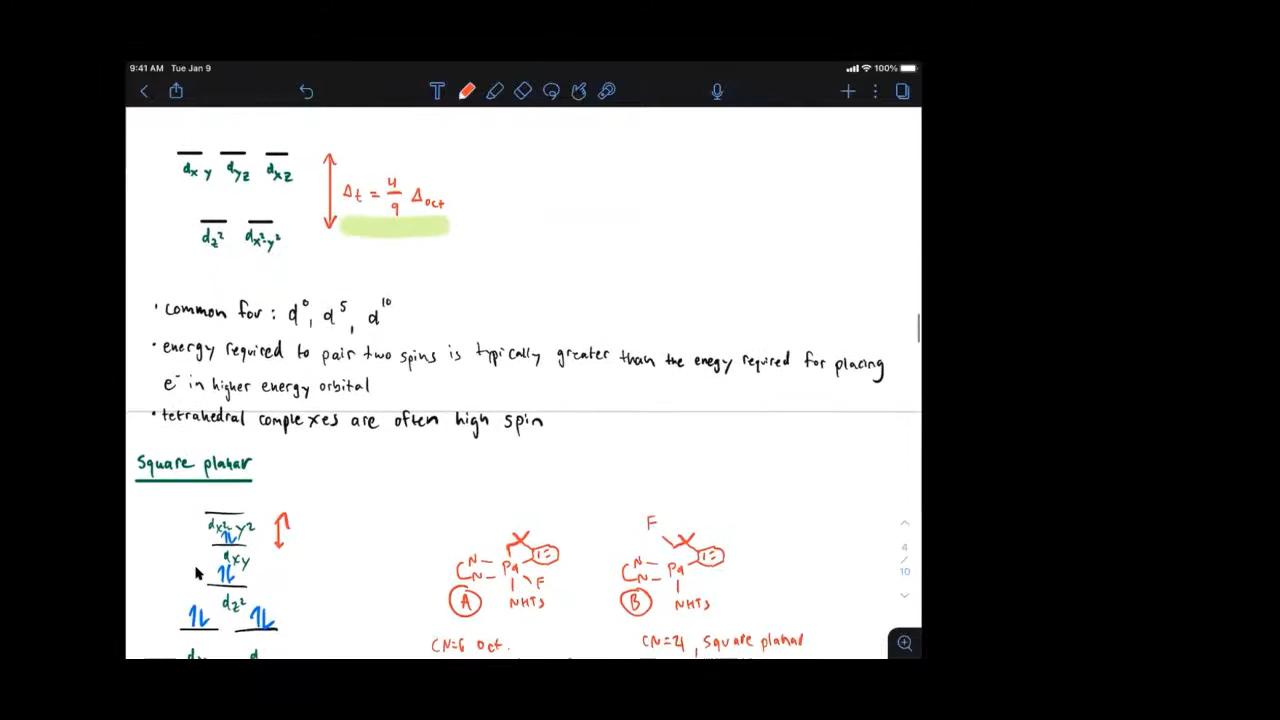 9:41 AM Tue Jan 9
100%
dxy dyz dxz
Δt = 4/9 Δoct
dz² dx²-y²
· common for: d⁰, d⁵, d¹⁰
· energy required to pair two spins is typically greater than the enegy required for placing
e⁻ in higher energy orbital
· tetrahedral complexes are often high spin
Square planar
dx²-y²
dxy
dz²
N
N
Pd
F
NHTs
A
CN=6 Oct.
F
N
N
Pd
NHTs
B
CN=4, Square planar
4
/
10